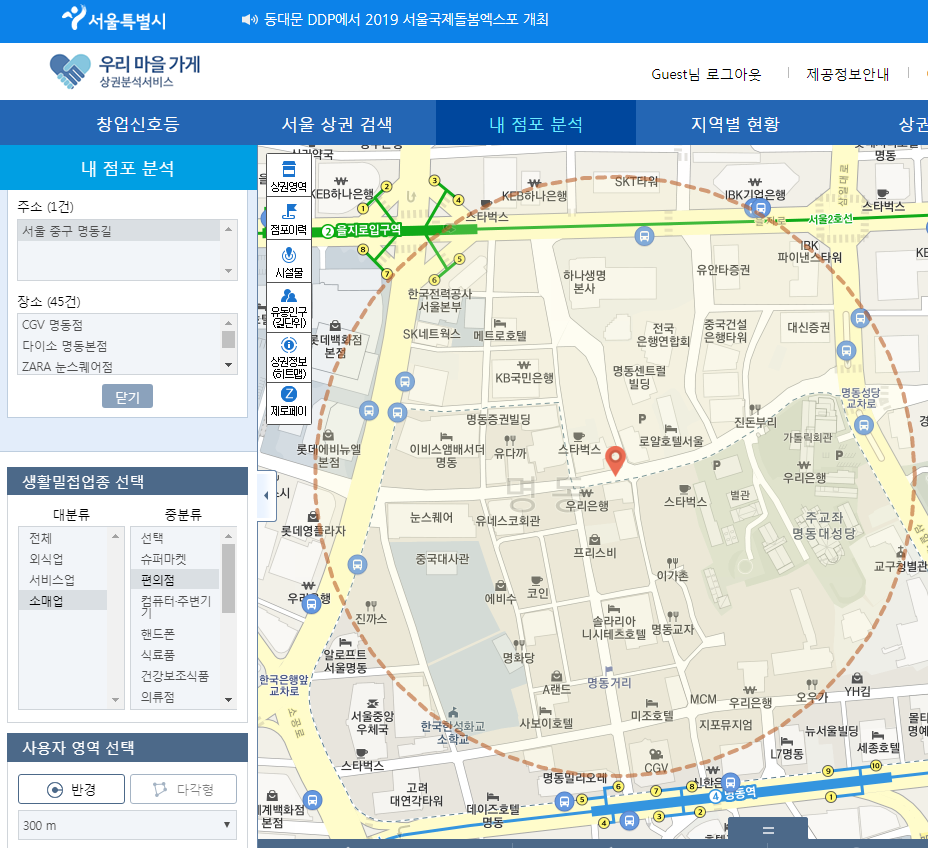 서울특별시
동대문 DDP에서 2019 서울국제돌봄엑스포 개최
우리 마을 가게
상권분석서비스
Guest님 로그아웃
제공정보안내
창업신호등
서울 상권 검색
내 점포 분석
지역별 현황
상권
내 점포 분석
주소 (1건)
서울 중구 명동길
장소 (45건)
CGV 명동점
다이소 명동본점
ZARA 눈스퀘어점
닫기
생활밀접업종 선택
대분류
중분류
전체
외식업
서비스업
소매업
선택
슈퍼마켓
편의점
컴퓨터·주변기
기
핸드폰
식료품
건강보조식품
의류점
사용자 영역 선택
반경
다각형
300 m
상권영역
점포이력
시설물
유동인구
(길단위)
상권정보
(히트맵)
제로페이
KEB하나은행
KEB하나은행
SKT타워
IBK기업은행
명동
스타벅스
스타벅스
2 을지로입구역
서울2호선
을지로
삼일대로
IBK
파이낸스타워
하나생명
본사
유안타증권
한국전력공사
서울본부
SK네트웍스
메트로호텔
전국
은행연합회
중국건설
타워
대신증권
롯데백화점
본점
KB국민은행
명동센트럴
빌딩
명동성당
교차로
명동증권빌딩
진돈부리
가톨릭회관
롯데에비뉴엘
본점
이비스앰배서더
명동
유다까
스타벅스
로얄호텔서울
우리은행
명동
우리은행
스타벅스
별관
눈스퀘어
유네스코회관
주교좌
명동대성당
롯데영플라자
중국대사관
프리스비
이가촌
교구청별관
우리은행
에비수
코인
진까스
솔라리아
니시테츠호텔
명동교자
알로프트
서울명동
명화당
한국은행앞
교차로
A랜드
명동거리
MCM
우리은행
오우가
YH김
서울중앙
우체국
한국한성화교
소학교
사보이호텔
미조호텔
지포뮤지엄
뉴서울빌딩
세종호텔
L7명동
스타벅스
CGV
명동밀리오레
신한은
고려
대연각타워
데이즈호텔
명동
4 명동역
소공로